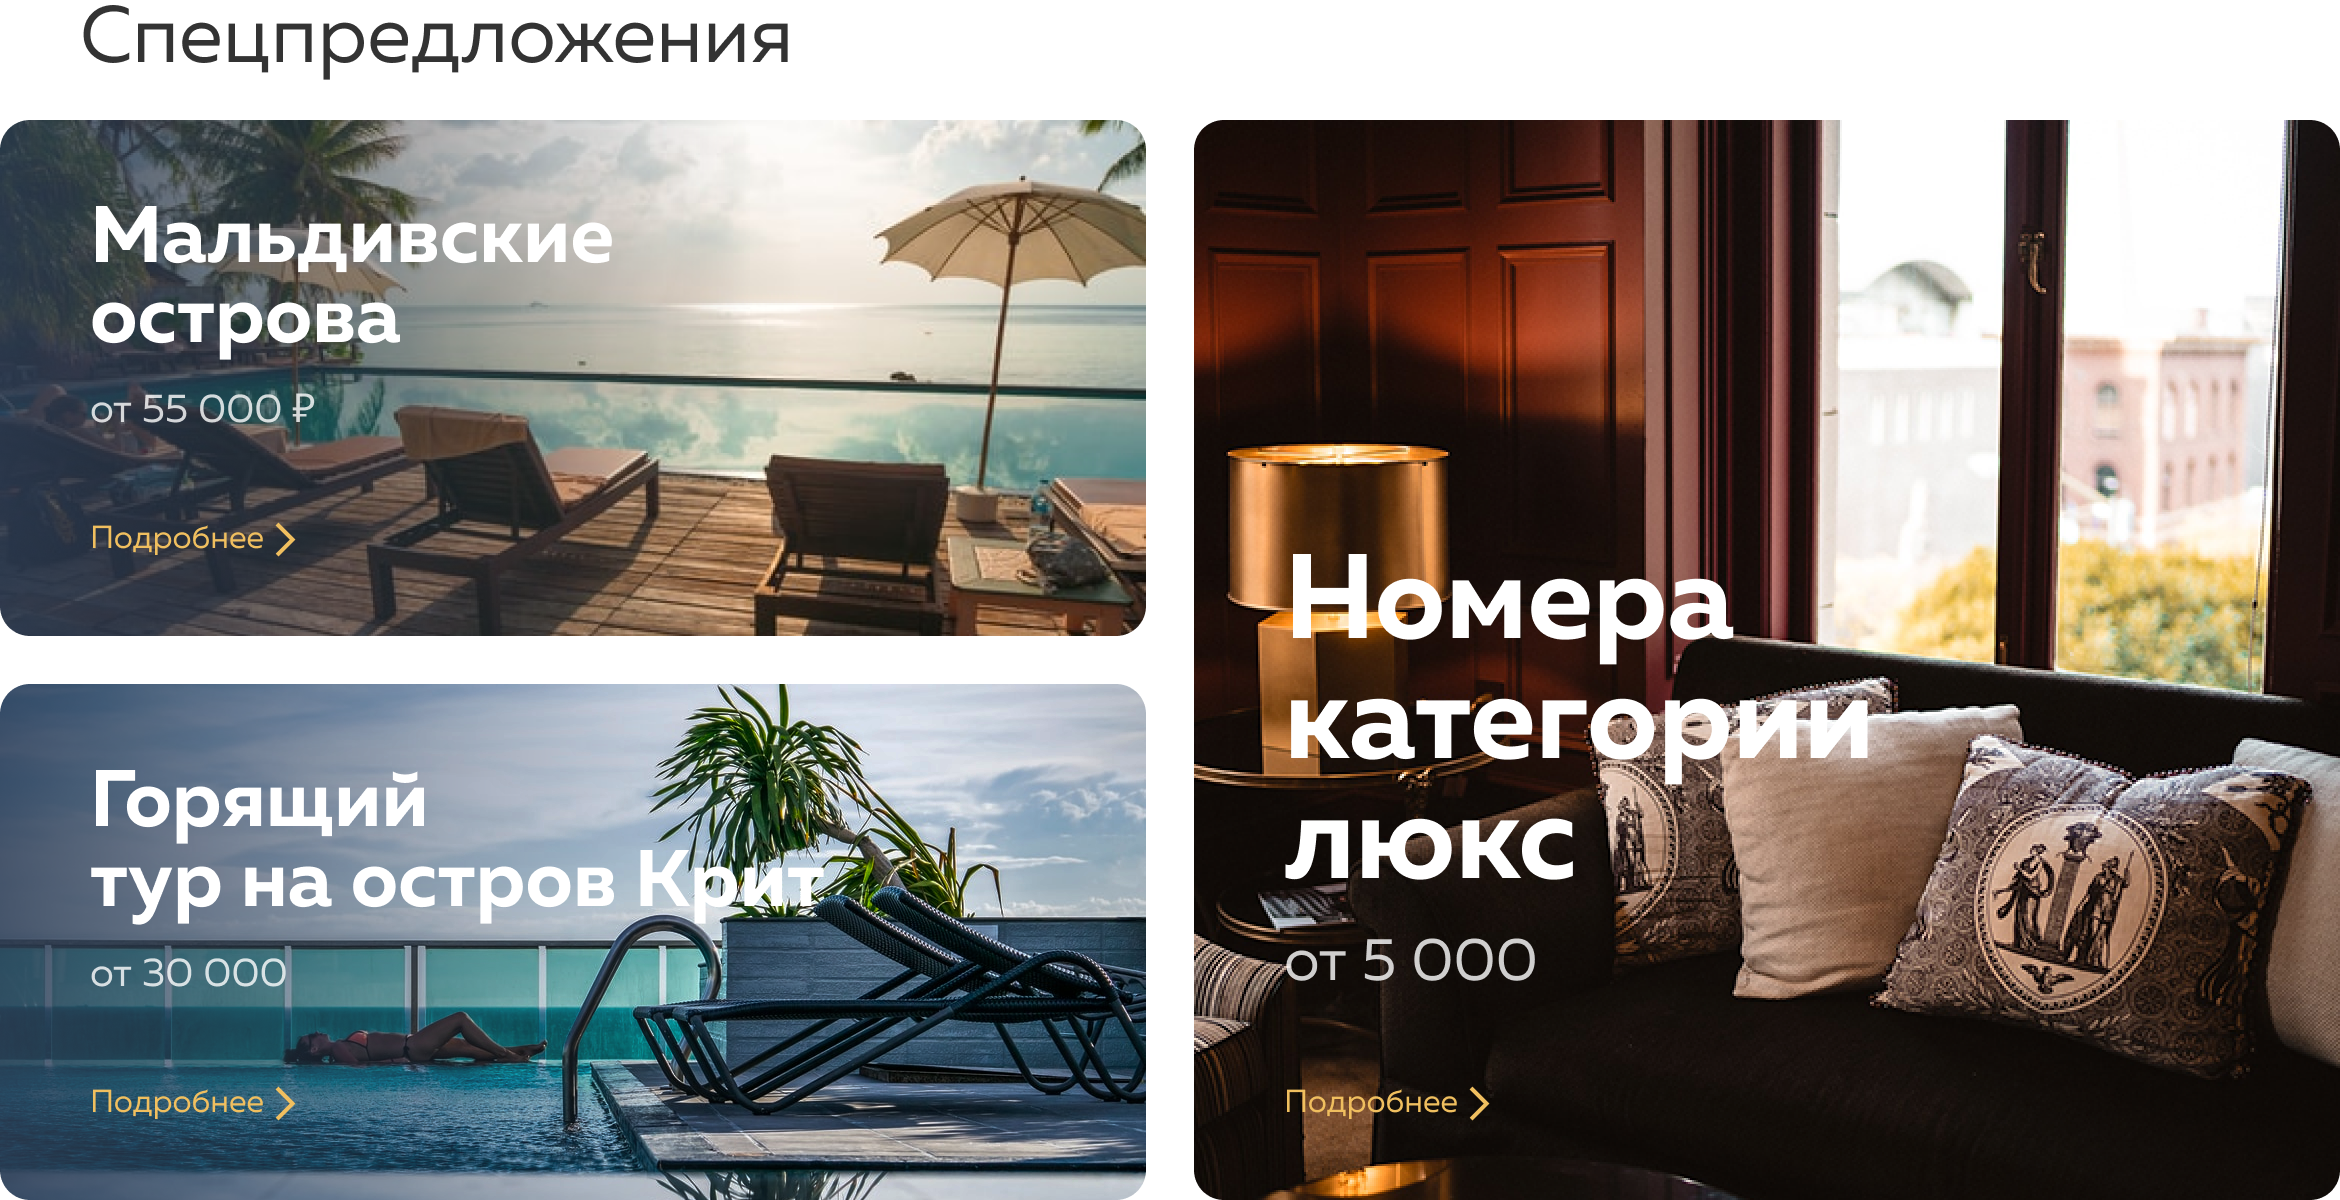 Спецпредложения
Мальдивские
острова
от 55 000 ₽
Подробнее
Горящий
тур на остров Крит
от 30 000
Подробнее
Номера
категории
люкс
от 5 000
Подробнее